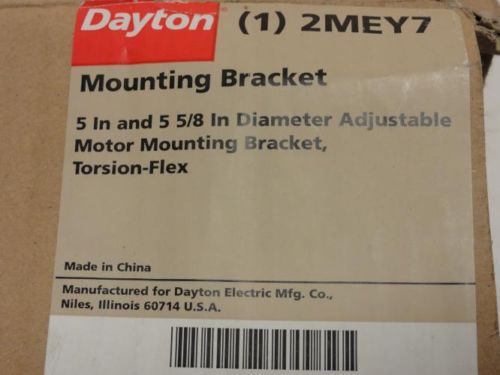 Dayton (1) 2MEY7
Mounting Bracket
5 In and 5 5/8 In Diameter Adjustable
Motor Mounting Bracket,
Torsion-Flex
Made in China
Manufactured for Dayton Electric Mfg. Co.,
Niles, Illinois 60714 U.S.A.